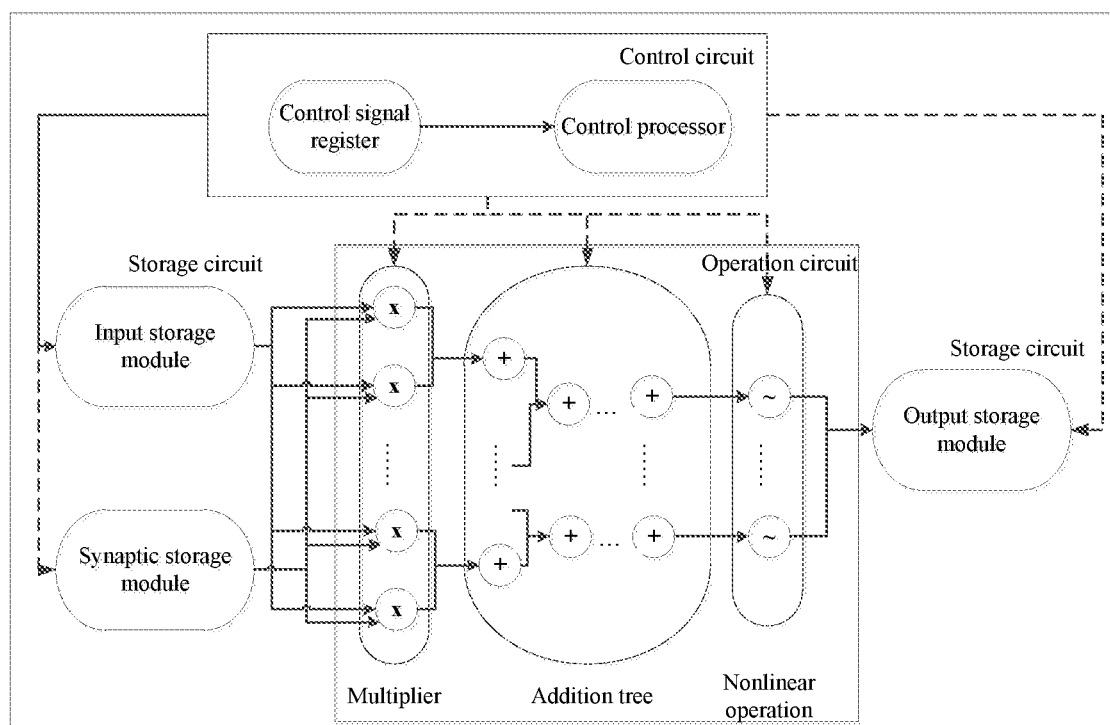 Control circuit
Control signal
register
Control processor
Storage circuit
Operation circuit
Input storage
module
x
x
x
x
Synaptic storage
module
+
+
...
+
+
+
...
+
~
~
Storage circuit
Output storage
module
Multiplier
Addition tree
Nonlinear
operation